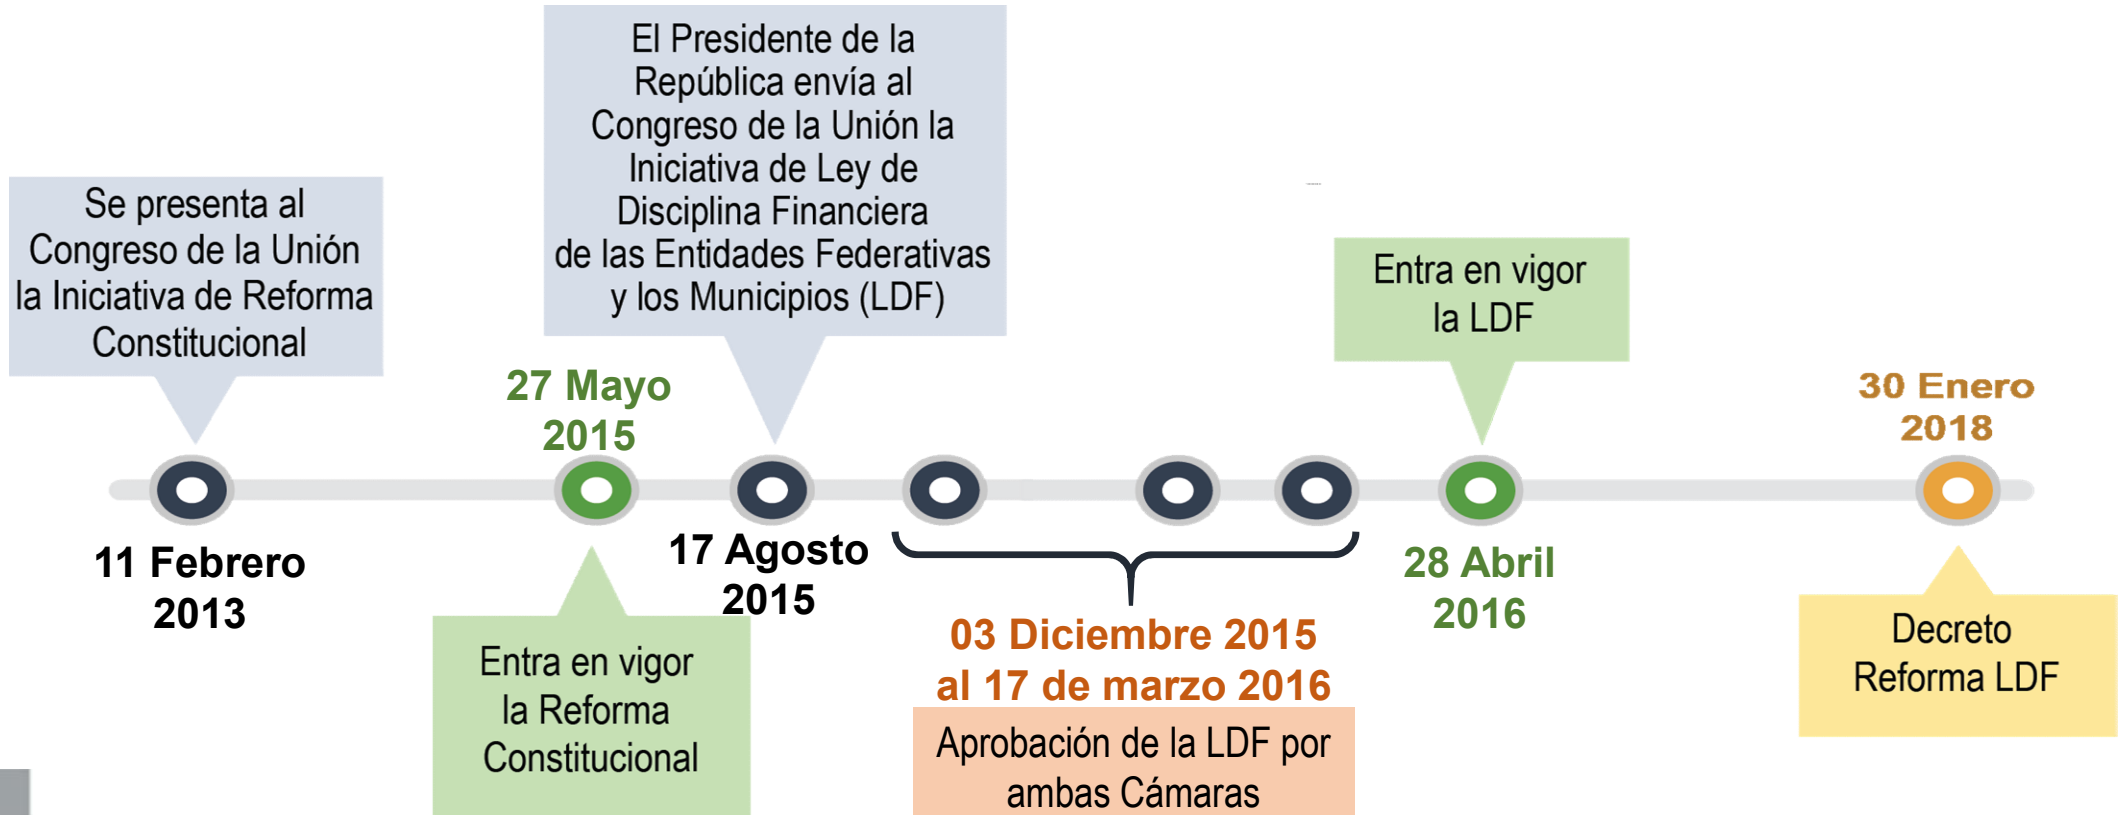 Se presenta al
Congreso de la Unión
la Iniciativa de Reforma
Constitucional
11 Febrero
2013
27 Mayo
2015
Entra en vigor
la Reforma
Constitucional
El Presidente de la
República envía al
Congreso de la Unión la
Iniciativa de Ley de
Disciplina Financiera
de las Entidades Federativas
y los Municipios (LDF)
17 Agosto
2015
03 Diciembre 2015
al 17 de marzo 2016
Aprobación de la LDF por
ambas Cámaras
Entra en vigor
la LDF
28 Abril
2016
30 Enero
2018
Decreto
Reforma LDF